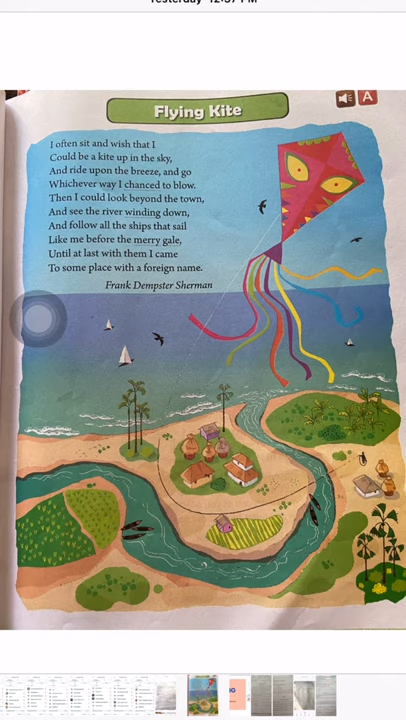 Yesterday 12:37 PM
Flying Kite
A
I often sit and wish that I
Could be a kite up in the sky,
And ride upon the breeze, and go
Whichever way I chanced to blow.
Then I could look beyond the town,
And see the river winding down,
And follow all the ships that sail
Like me before the merry gale,
Until at last with them I came
To some place with a foreign name.
Frank Dempster Sherman